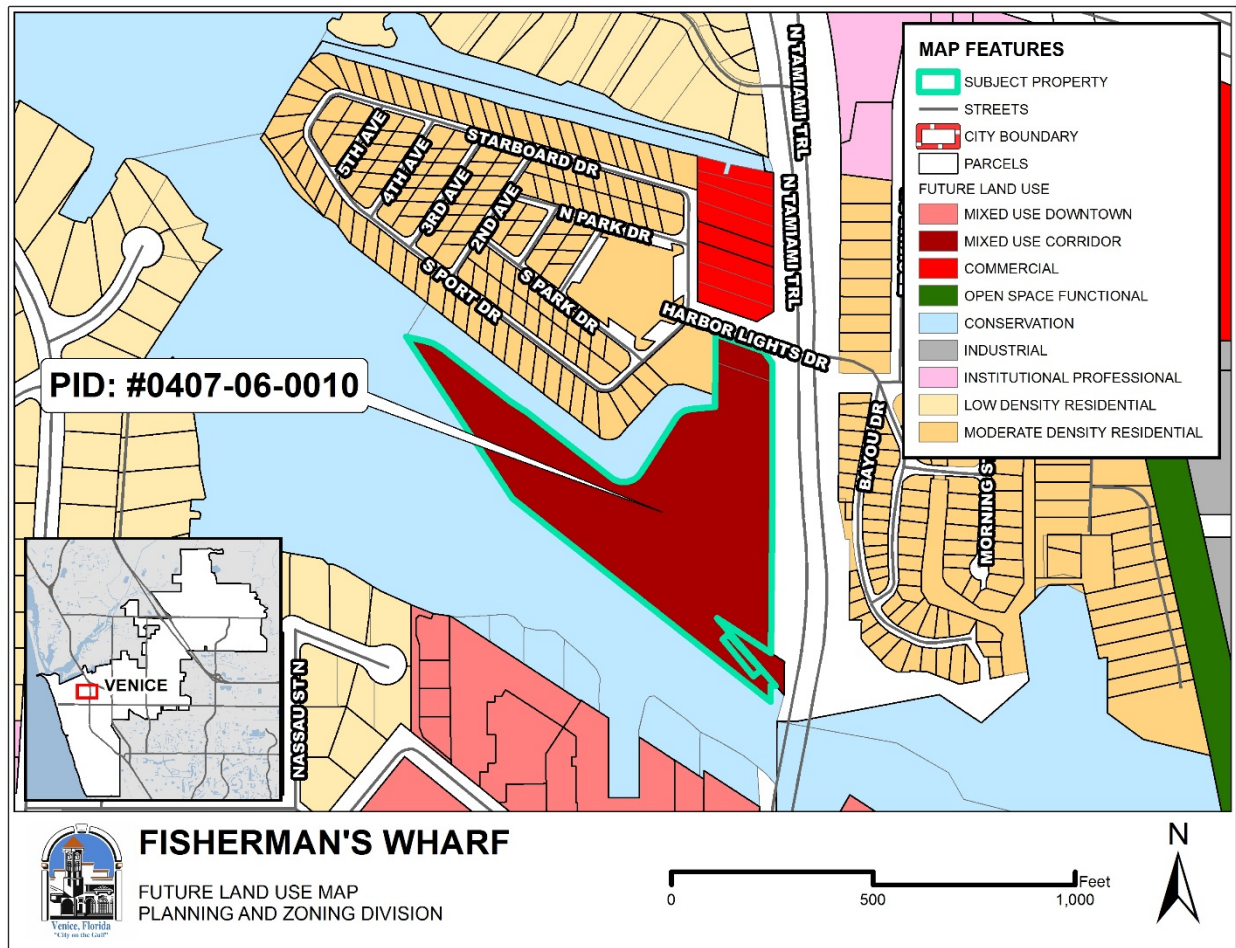 N TAMIAMI TRL
MAP FEATURES
SUBJECT PROPERTY
STREETS
CITY BOUNDARY
PARCELS
FUTURE LAND USE
MIXED USE DOWNTOWN
MIXED USE CORRIDOR
COMMERCIAL
OPEN SPACE FUNCTIONAL
CONSERVATION
INDUSTRIAL
INSTITUTIONAL PROFESSIONAL
LOW DENSITY RESIDENTIAL
MODERATE DENSITY RESIDENTIAL
STARBOARD DR
5TH AVE
4TH AVE
3RD AVE
2ND AVE
N PARK DR
S PARK DR
S PORT DR
N TAMIAMI TRL
HARBOR LIGHTS DR
PID: #0407-06-0010
BAYOU DR
VENICE
NASSAU ST N
FISHERMAN'S WHARF
FUTURE LAND USE MAP
PLANNING AND ZONING DIVISION
Venice, Florida
"City on the Gulf"
0
500
1,000
Feet
N